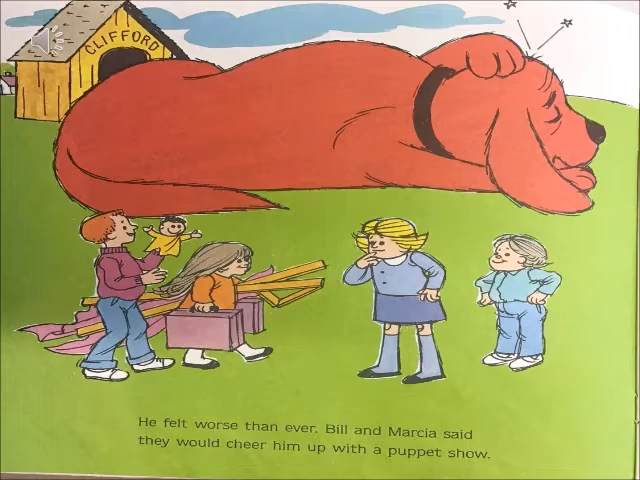 CLIFFORD
He felt worse than ever. Bill and Marcia said
they would cheer him up with a puppet show.